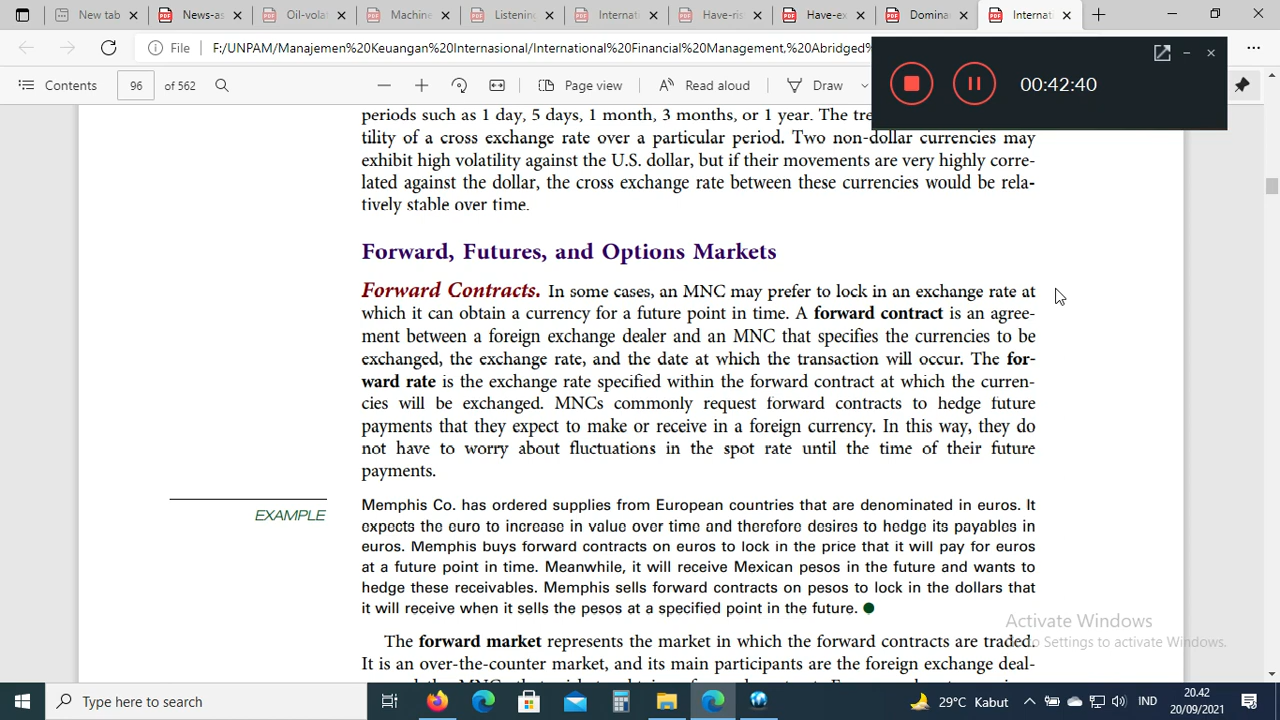 New tab
News-as
Oil-vola
Machine
Listening
Internat
Have-ris
Have-ex
Domina
Internat
File
F:/UNPAM/Manajemen%20Keuangan%20Internasional/International%20Financial%20Management,%20Abridged%
Contents
96
of 562
Page view
Read aloud
Draw
00:42:40
periods such as 1 day, 5 days, 1 month, 3 months, or 1 year. The
tility of a cross exchange rate over a particular period. Two non-dollar currencies may
exhibit high volatility against the U.S. dollar, but if their movements are very highly corre-
lated against the dollar, the cross exchange rate between these currencies would be rela-
tively stable over time.
Forward, Futures, and Options Markets
Forward Contracts. In some cases, an MNC may prefer to lock in an exchange rate at
which it can obtain a currency for a future point in time. A forward contract is an agree-
ment between a foreign exchange dealer and an MNC that specifies the currencies to be
exchanged, the exchange rate, and the date at which the transaction will occur. The for-
ward rate is the exchange rate specified within the forward contract at which the curren-
cies will be exchanged. MNCs commonly request forward contracts to hedge future
payments that they expect to make or receive in a foreign currency. In this way, they do
not have to worry about fluctuations in the spot rate until the time of their future
payments.
EXAMPLE
Memphis Co. has ordered supplies from European countries that are denominated in euros. It
expects the euro to increase in value over time and therefore desires to hedge its payables in
euros. Memphis buys forward contracts on euros to lock in the price that it will pay for euros
at a future point in time. Meanwhile, it will receive Mexican pesos in the future and wants to
hedge these receivables. Memphis sells forward contracts on pesos to lock in the dollars that
it will receive when it sells the pesos at a specified point in the future.
The forward market represents the market in which the forward contracts are traded.
It is an over-the-counter market, and its main participants are the foreign exchange deal-
Activate Windows
to Settings to activate Windows.
Type here to search
29°C Kabut
IND
20.42
20/09/2021